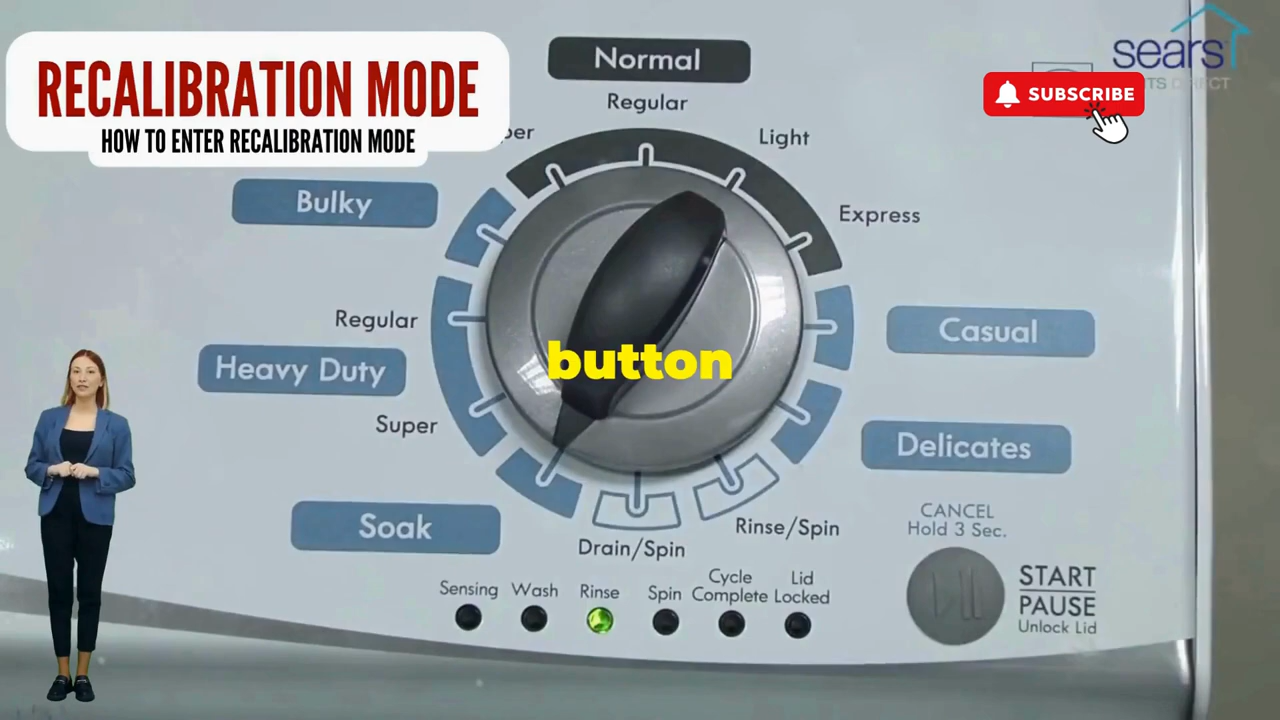 RECALIBRATION MODE
HOW TO ENTER RECALIBRATION MODE
sears
DIRECT
SUBSCRIBE
Normal
Regular
Light
Express
Bulky
Regular
Heavy Duty
Super
Casual
button
Delicates
Soak
Rinse/Spin
Drain/Spin
CANCEL
Hold 3 Sec.
START
PAUSE
Unlock Lid
Sensing
Wash
Rinse
Spin
Cycle
Complete
Lid
Locked